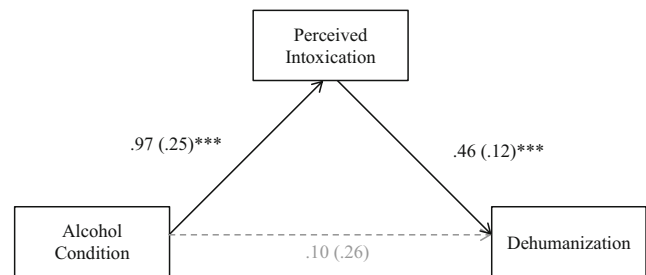 Perceived
Intoxication
.97 (.25)***
.46 (.12)***
Alcohol
Condition
Dehumanization
.10 (.26)